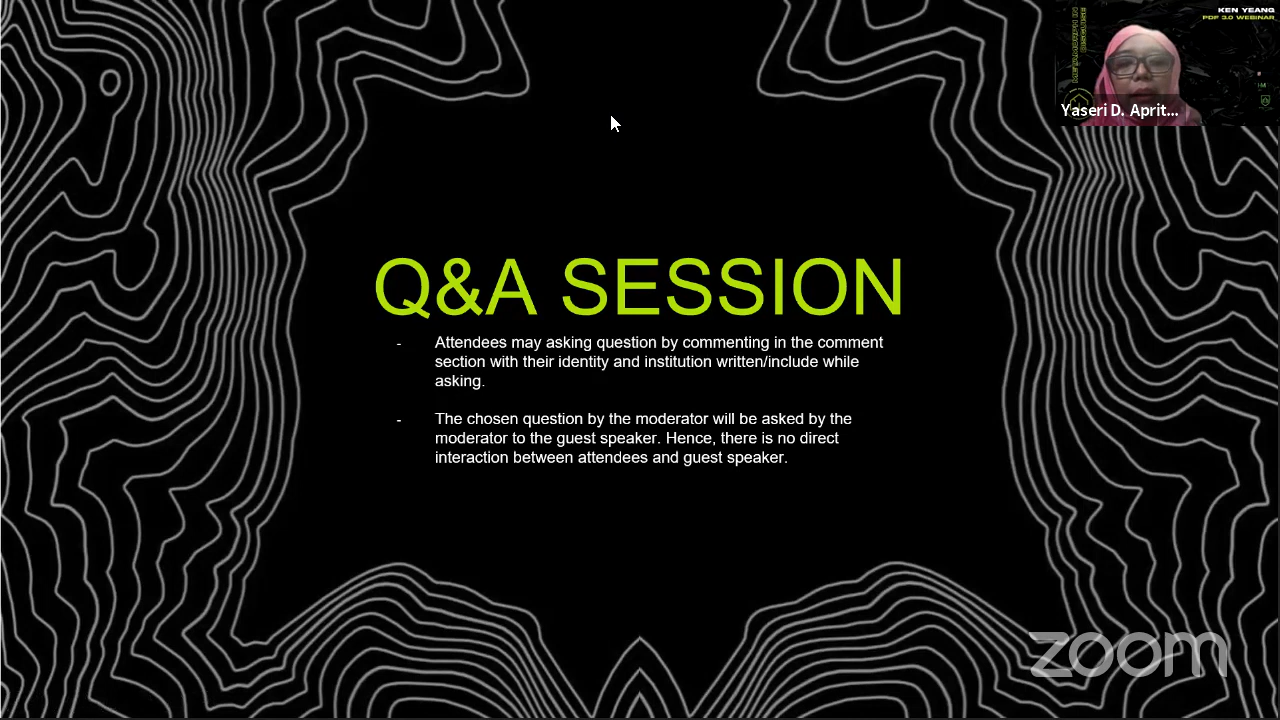 KEN YEANG
PDF 3.0 WEBINAR
Yaseri D. Aprit...
Q&A SESSION
- Attendees may asking question by commenting in the comment
section with their identity and institution written/include while
asking.
- The chosen question by the moderator will be asked by the
moderator to the guest speaker. Hence, there is no direct
interaction between attendees and guest speaker.
zoom